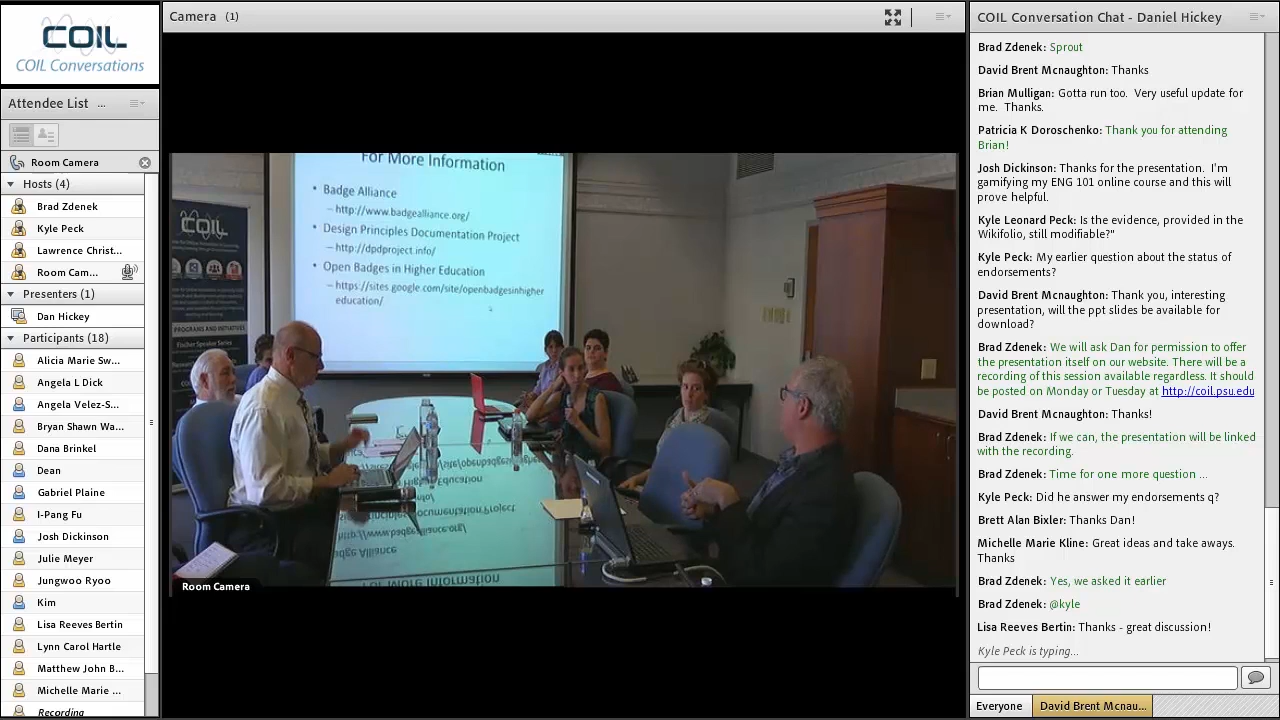 COIL
COIL Conversations
Attendee List ...
Room Camera
Hosts (4)
Brad Zdenek
Kyle Peck
Lawrence Christ...
Room Cam...
Presenters (1)
Dan Hickey
Participants (18)
Alicia Marie Sw...
Angela L Dick
Angela Velez-S...
Bryan Shawn Wa...
Dana Brinkel
Dean
Gabriel Plaine
I-Pang Fu
Josh Dickinson
Julie Meyer
Jungwoo Ryoo
Kim
Lisa Reeves Bertin
Lynn Carol Hartle
Matthew John B...
Michelle Marie ...
Recording
Camera (1)
For More Information
• Badge Alliance
– http://www.badgealliance.org/
• Design Principles Documentation Project
– http://dpdproject.info/
• Open Badges in Higher Education
– https://sites.google.com/site/openbadgesinhigher
education/
COIL
PROGRAMS AND INITIATIVES
Room Camera
COIL Conversation Chat - Daniel Hickey
Brad Zdenek: Sprout
David Brent Mcnaughton: Thanks
Brian Mulligan: Gotta run too. Very useful update for
me. Thanks.
Patricia K Doroschenko: Thank you for attending
Brian!
Josh Dickinson: Thanks for the presentation. I'm
gamifying my ENG 101 online course and this will
prove helpful.
Kyle Leonard Peck: Is the evidence, provided in the
Wikifolio, still modifiable?"
Kyle Peck: My earlier question about the status of
endorsements?
David Brent Mcnaughton: Thank you, interesting
presentation, will the ppt slides be available for
download?
Brad Zdenek: We will ask Dan for permission to offer
the presentation itself on our website. There will be a
recording of the session available regardless. It should
be posted on Monday or Tuesday at http://coil.psu.edu
David Brent Mcnaughton: Thanks!
Brad Zdenek: If we can, the presentation will be linked
with the recoding.
Brad Zdenek: Time for one more question ...
Kyle Peck: Did he answer my endorsements q?
Brett Alan Bixler: Thanks Dan!
Michelle Marie Kline: Great ideas and take aways.
Thanks
Brad Zdenek: Yes, we asked it earlier
Brad Zdenek: @kyle
Lisa Reeves Bertin: Thanks - great discussion!
Kyle Peck is typing...
Everyone
David Brent Mcnau...